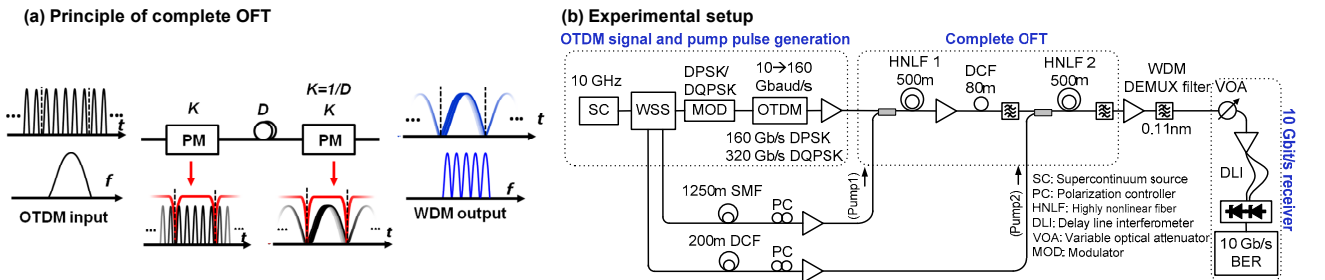 (a) Principle of complete OFT
K=1/D
K
D
K
PM
PM
... ... t
... ... t
f
OTDM input
f
WDM output
... ... t
... ... t
(b) Experimental setup
OTDM signal and pump pulse generation
Complete OFT
10 GHz
SC
WSS
DPSK/
DQPSK
MOD
10→160
Gbaud/s
OTDM
160 Gb/s DPSK
320 Gb/s DQPSK
HNLF 1
500m
DCF
80m
HNLF 2
500m
WDM
DEMUX filter
0.11nm
VOA
DLI
10 Gb/s
BER
10 Gbit/s receiver
1250m SMF
PC
(Pump1)
200m DCF
PC
(Pump2)
SC: Supercontinuum source
PC: Polarization controller
HNLF: Highly nonlinear fiber
DLI: Delay line interferometer
VOA: Variable optical attenuator
MOD: Modulator